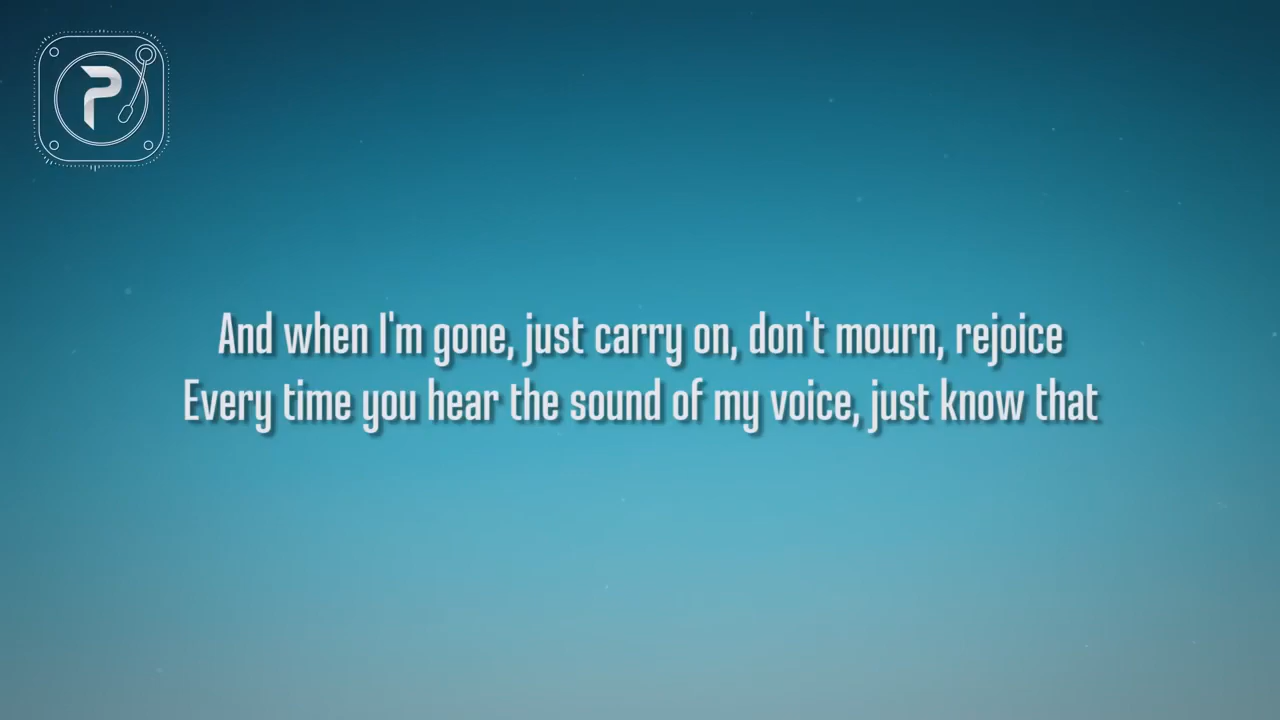 P
And when I'm gone, just carry on, don't mourn, rejoice
Every time you hear the sound of my voice, just know that